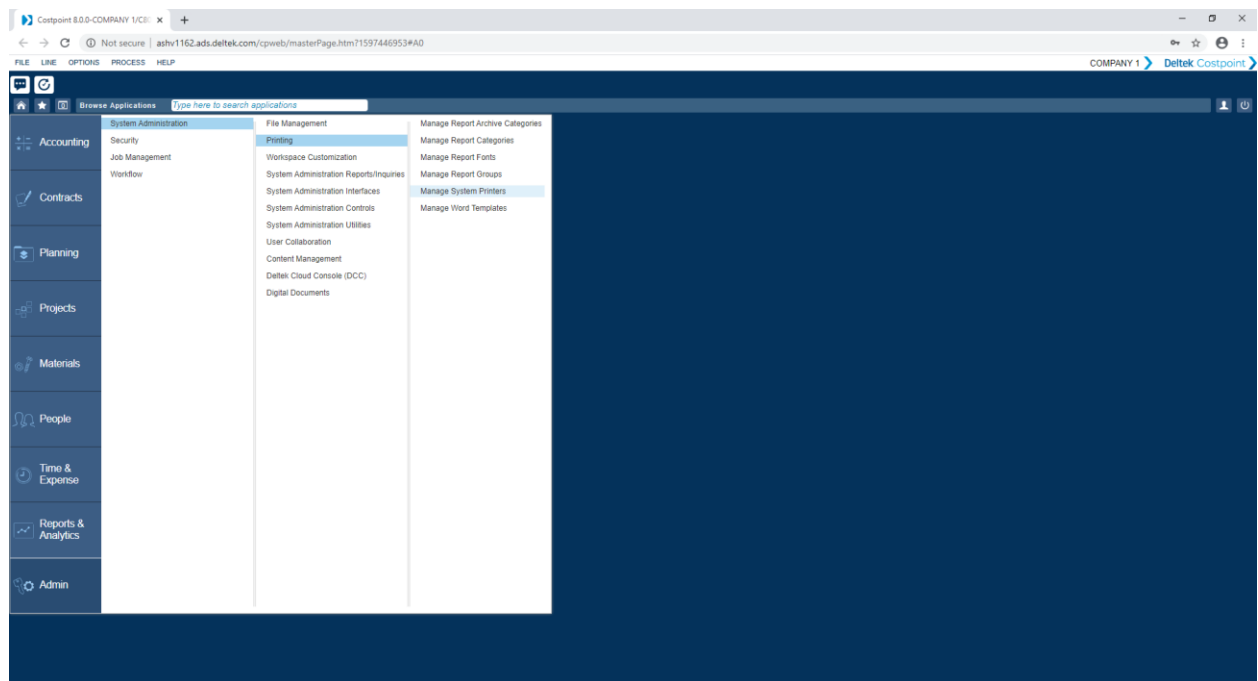 Costpoint 8.0.0-COMPANY 1/C80
Not secure | ashv1162.ads.deltek.com/cpweb/masterPage.htm?1597446953#A0
FILE LINE OPTIONS PROCESS HELP
COMPANY 1 Deltek Costpoint
Browse Applications Type here to search applications
Accounting
Contracts
Planning
Projects
Materials
People
Time &
Expense
Reports &
Analytics
Admin
System Administration
Security
Job Management
Workflow
File Management
Printing
Workspace Customization
System Administration Reports/Inquiries
System Administration Interfaces
System Administration Controls
System Administration Utilities
User Collaboration
Content Management
Deltek Cloud Console (DCC)
Digital Documents
Manage Report Archive Categories
Manage Report Categories
Manage Report Fonts
Manage Report Groups
Manage System Printers
Manage Word Templates